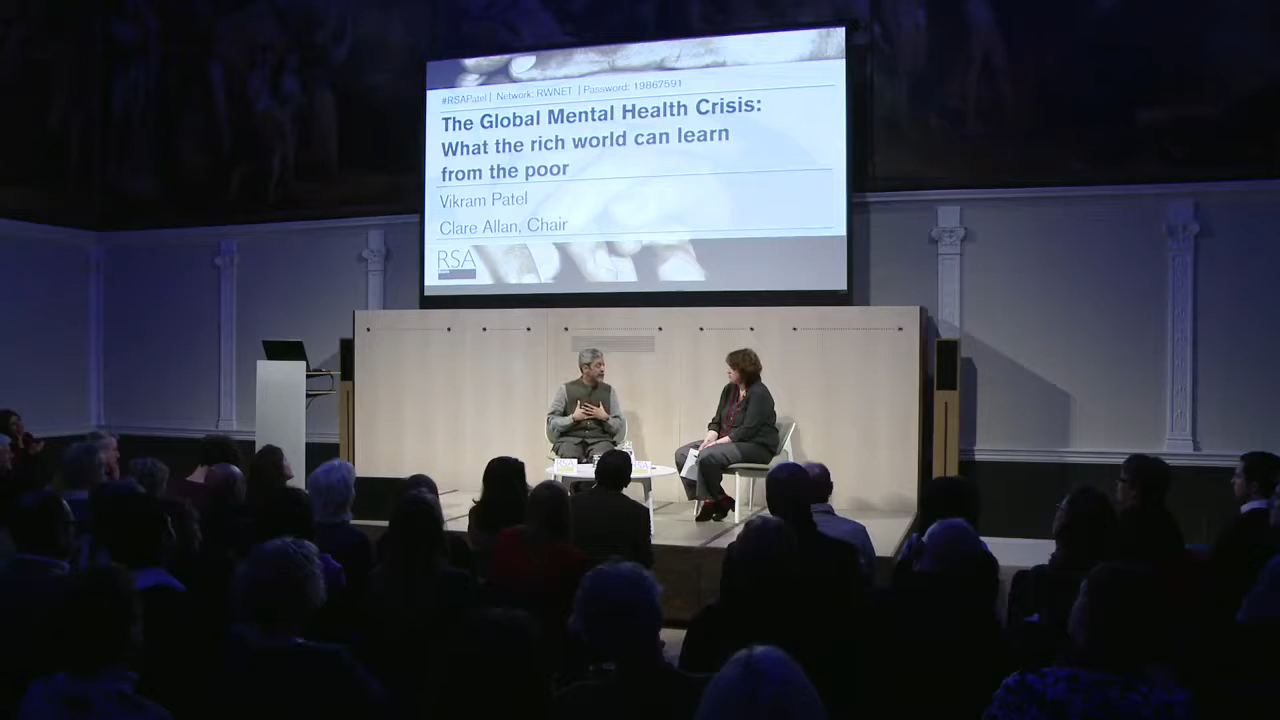 #RSAPatel | Network: RWNET | Password: 19867591
The Global Mental Health Crisis:
What the rich world can learn
from the poor
Vikram Patel
Clare Allan, Chair
RSA
RSA